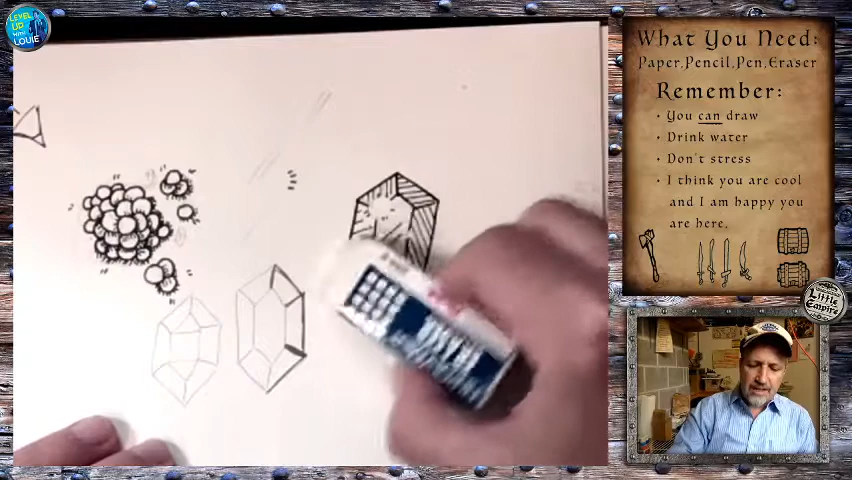 LEVEL
UP
WITH
LOUIE
What You Need:
Paper,Pencil,Pen,Eraser
Remember:
• You can draw
• Drink water
• Don't stress
• I think you are cool
and I am happy you
are here.
Little
Empire